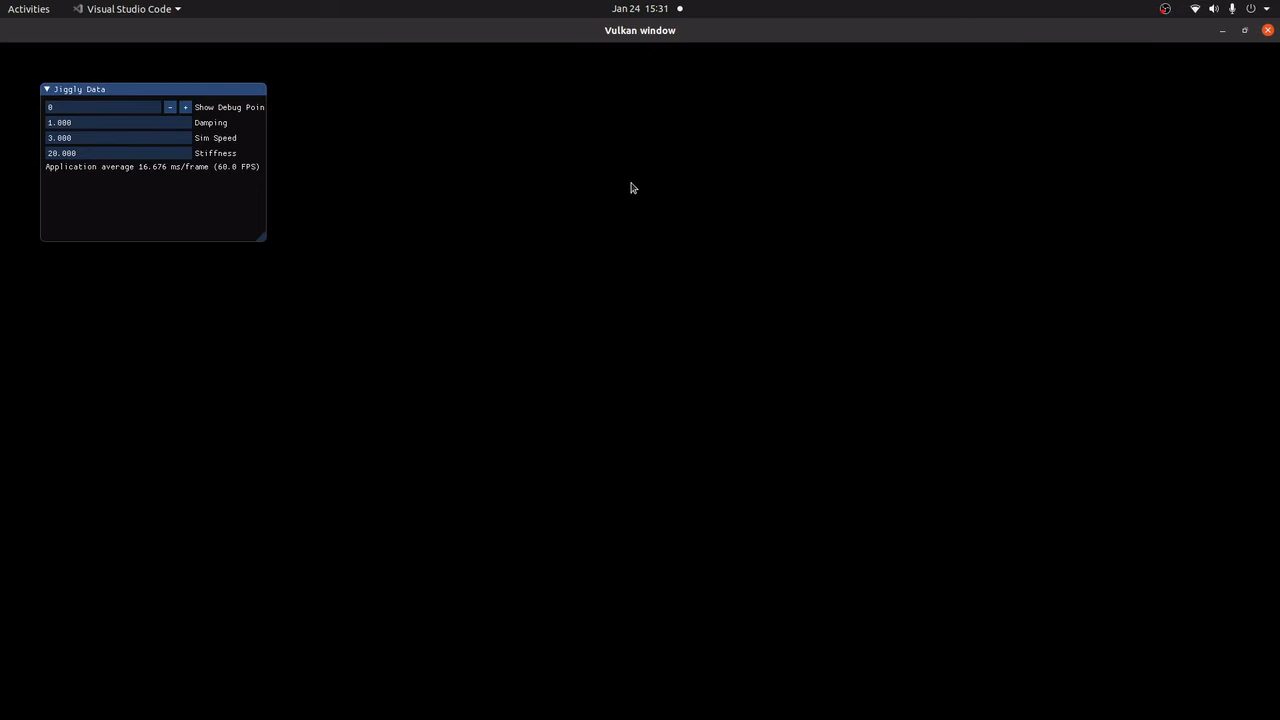 Activities Visual Studio Code Jan 24 15:31
Vulkan window
Jiggly Data
0 - + Show Debug Poin
1.000 Damping
3.000 Sim Speed
20.000 Stiffness
Application average 16.676 ms/frame (60.0 FPS)